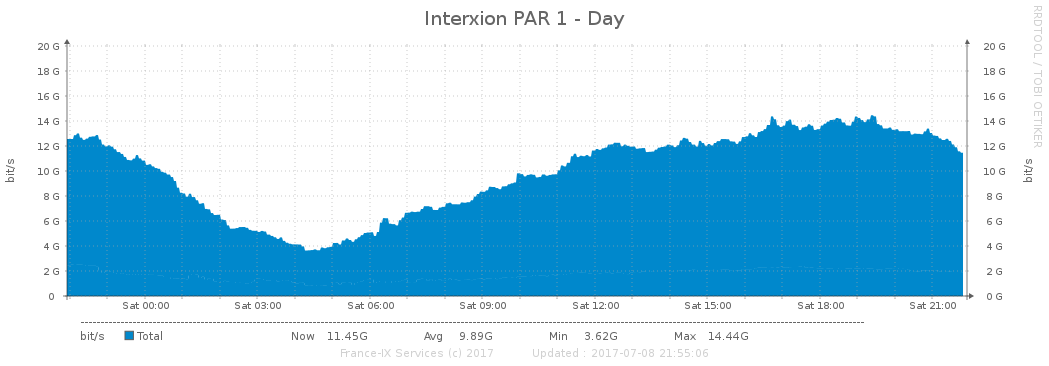 Interxion PAR 1 - Day
RRDTOOL / TOBI OETIKER
bit/s
20 G
18 G
16 G
14 G
12 G
10 G
8 G
6 G
4 G
2 G
0
20 G
18 G
16 G
14 G
12 G
10 G
8 G
6 G
4 G
2 G
0 G
bit/s
Sat 00:00 Sat 03:00 Sat 06:00 Sat 09:00 Sat 12:00 Sat 15:00 Sat 18:00 Sat 21:00
bit/s Total Now 11.45G Avg 9.89G Min 3.62G Max 14.44G
France-IX Services (c) 2017 Updated : 2017-07-08 21:55:06